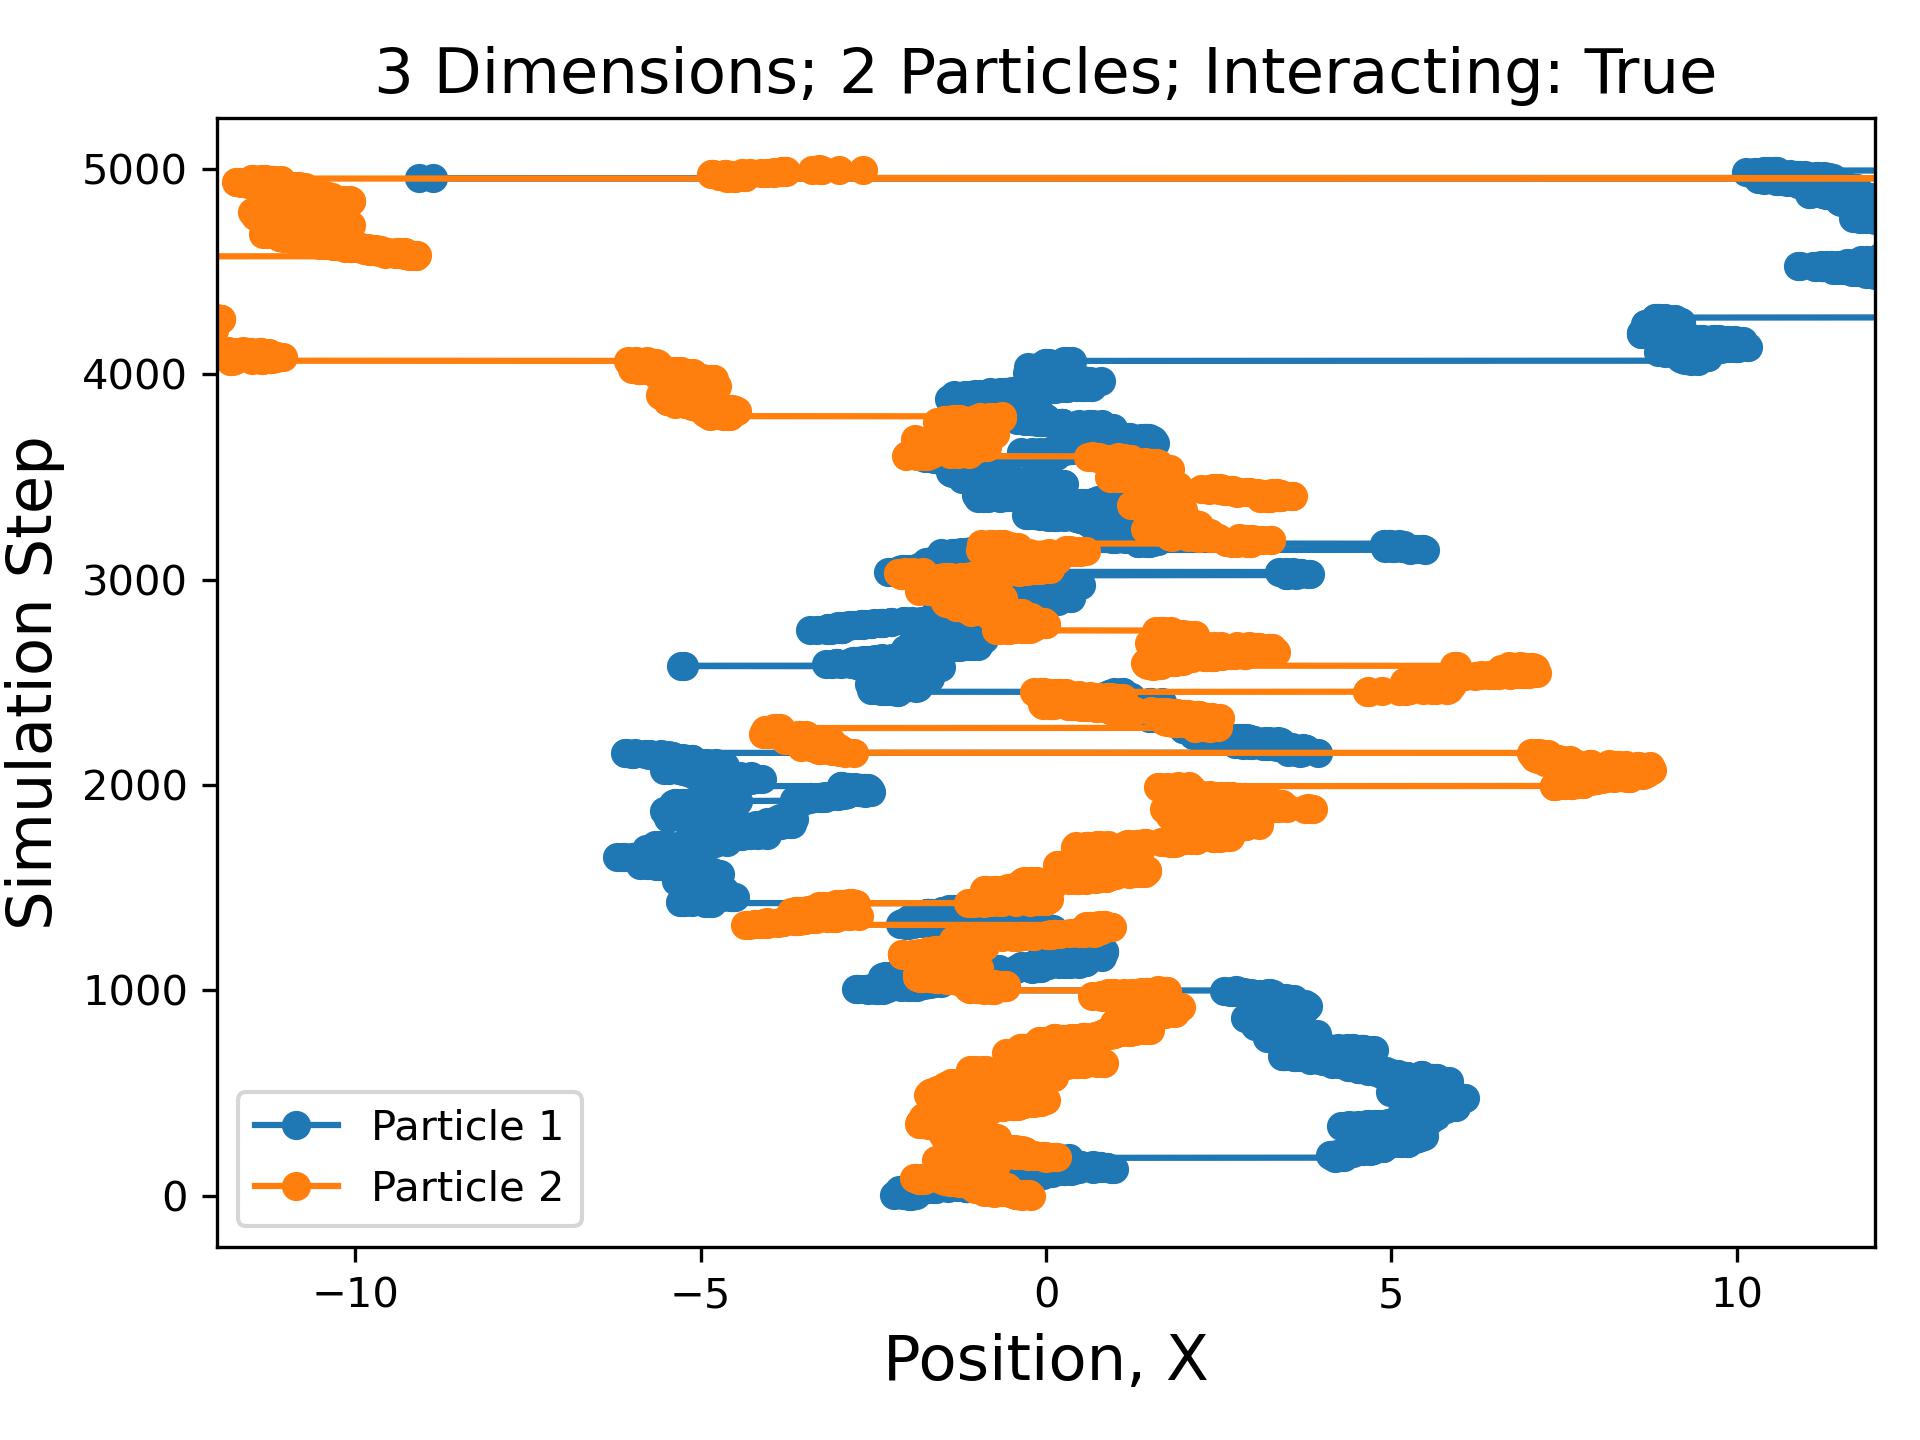 3 Dimensions; 2 Particles; Interacting: True
Simulation Step
5000
4000
3000
2000
1000
0
Particle 1
Particle 2
−10
−5
0
5
10
Position, X